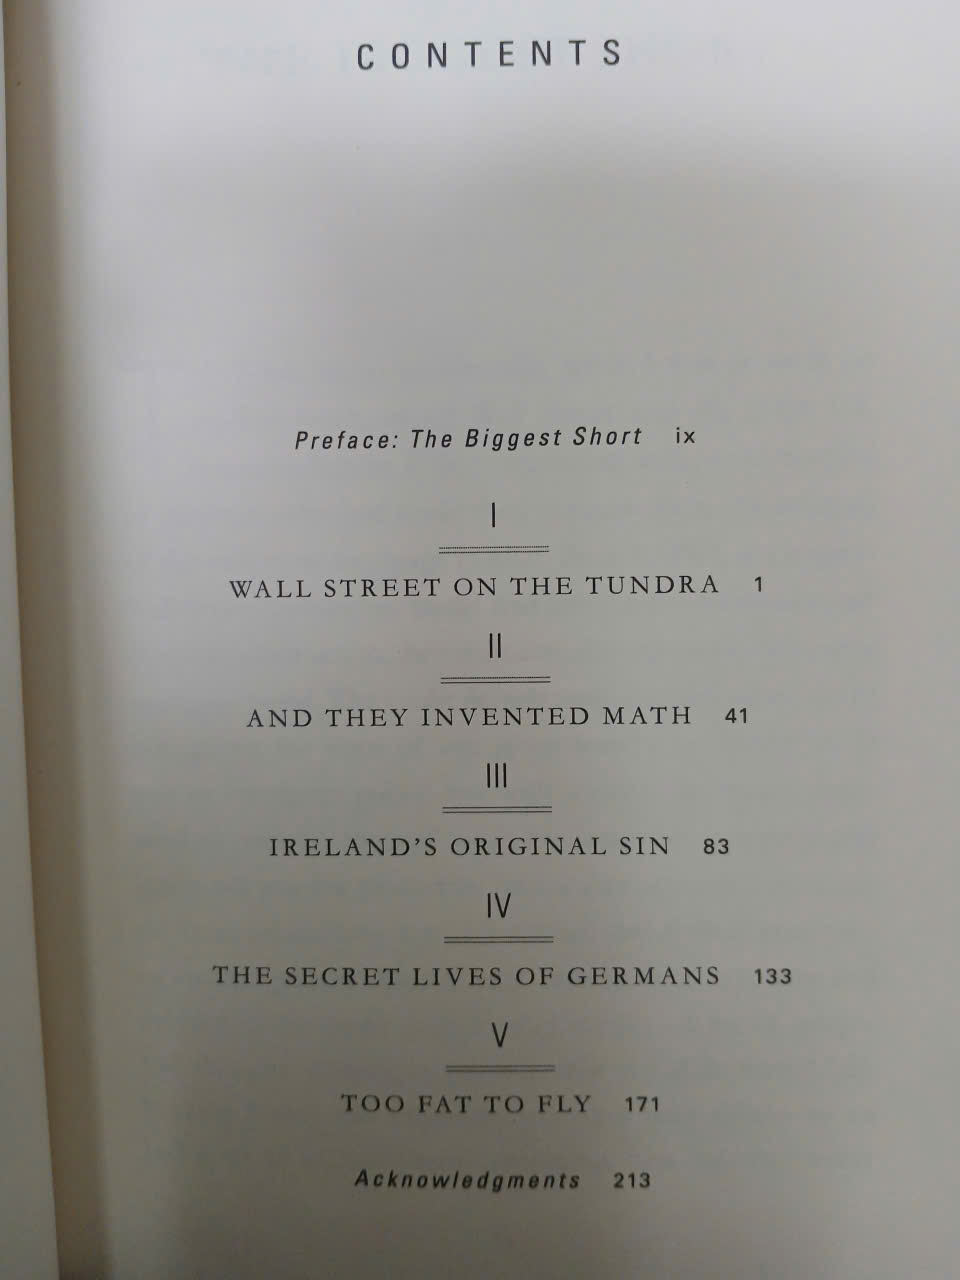 CONTENTS
Preface: The Biggest Short ix
I
WALL STREET ON THE TUNDRA 1
II
AND THEY INVENTED MATH 41
III
IRELAND’S ORIGINAL SIN 83
IV
THE SECRET LIVES OF GERMANS 133
V
TOO FAT TO FLY 171
Acknowledgments 213